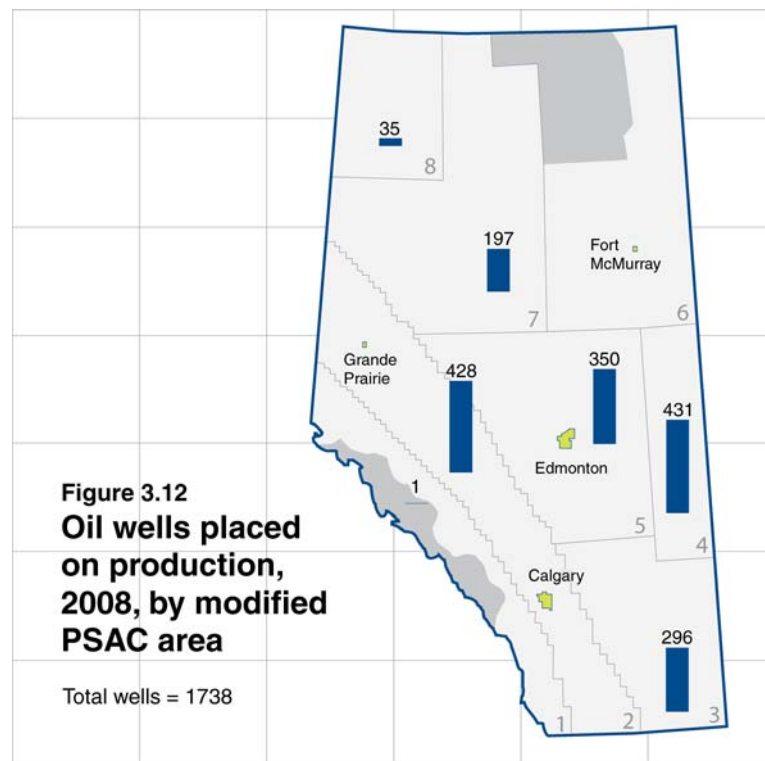 35
8
197
Fort
McMurray
7
6
Grande
Prairie
428
350
431
Edmonton
1
5
4
Figure 3.12
Oil wells placed
on production,
2008, by modified
PSAC area
Total wells = 1738
Calgary
296
1
2
3